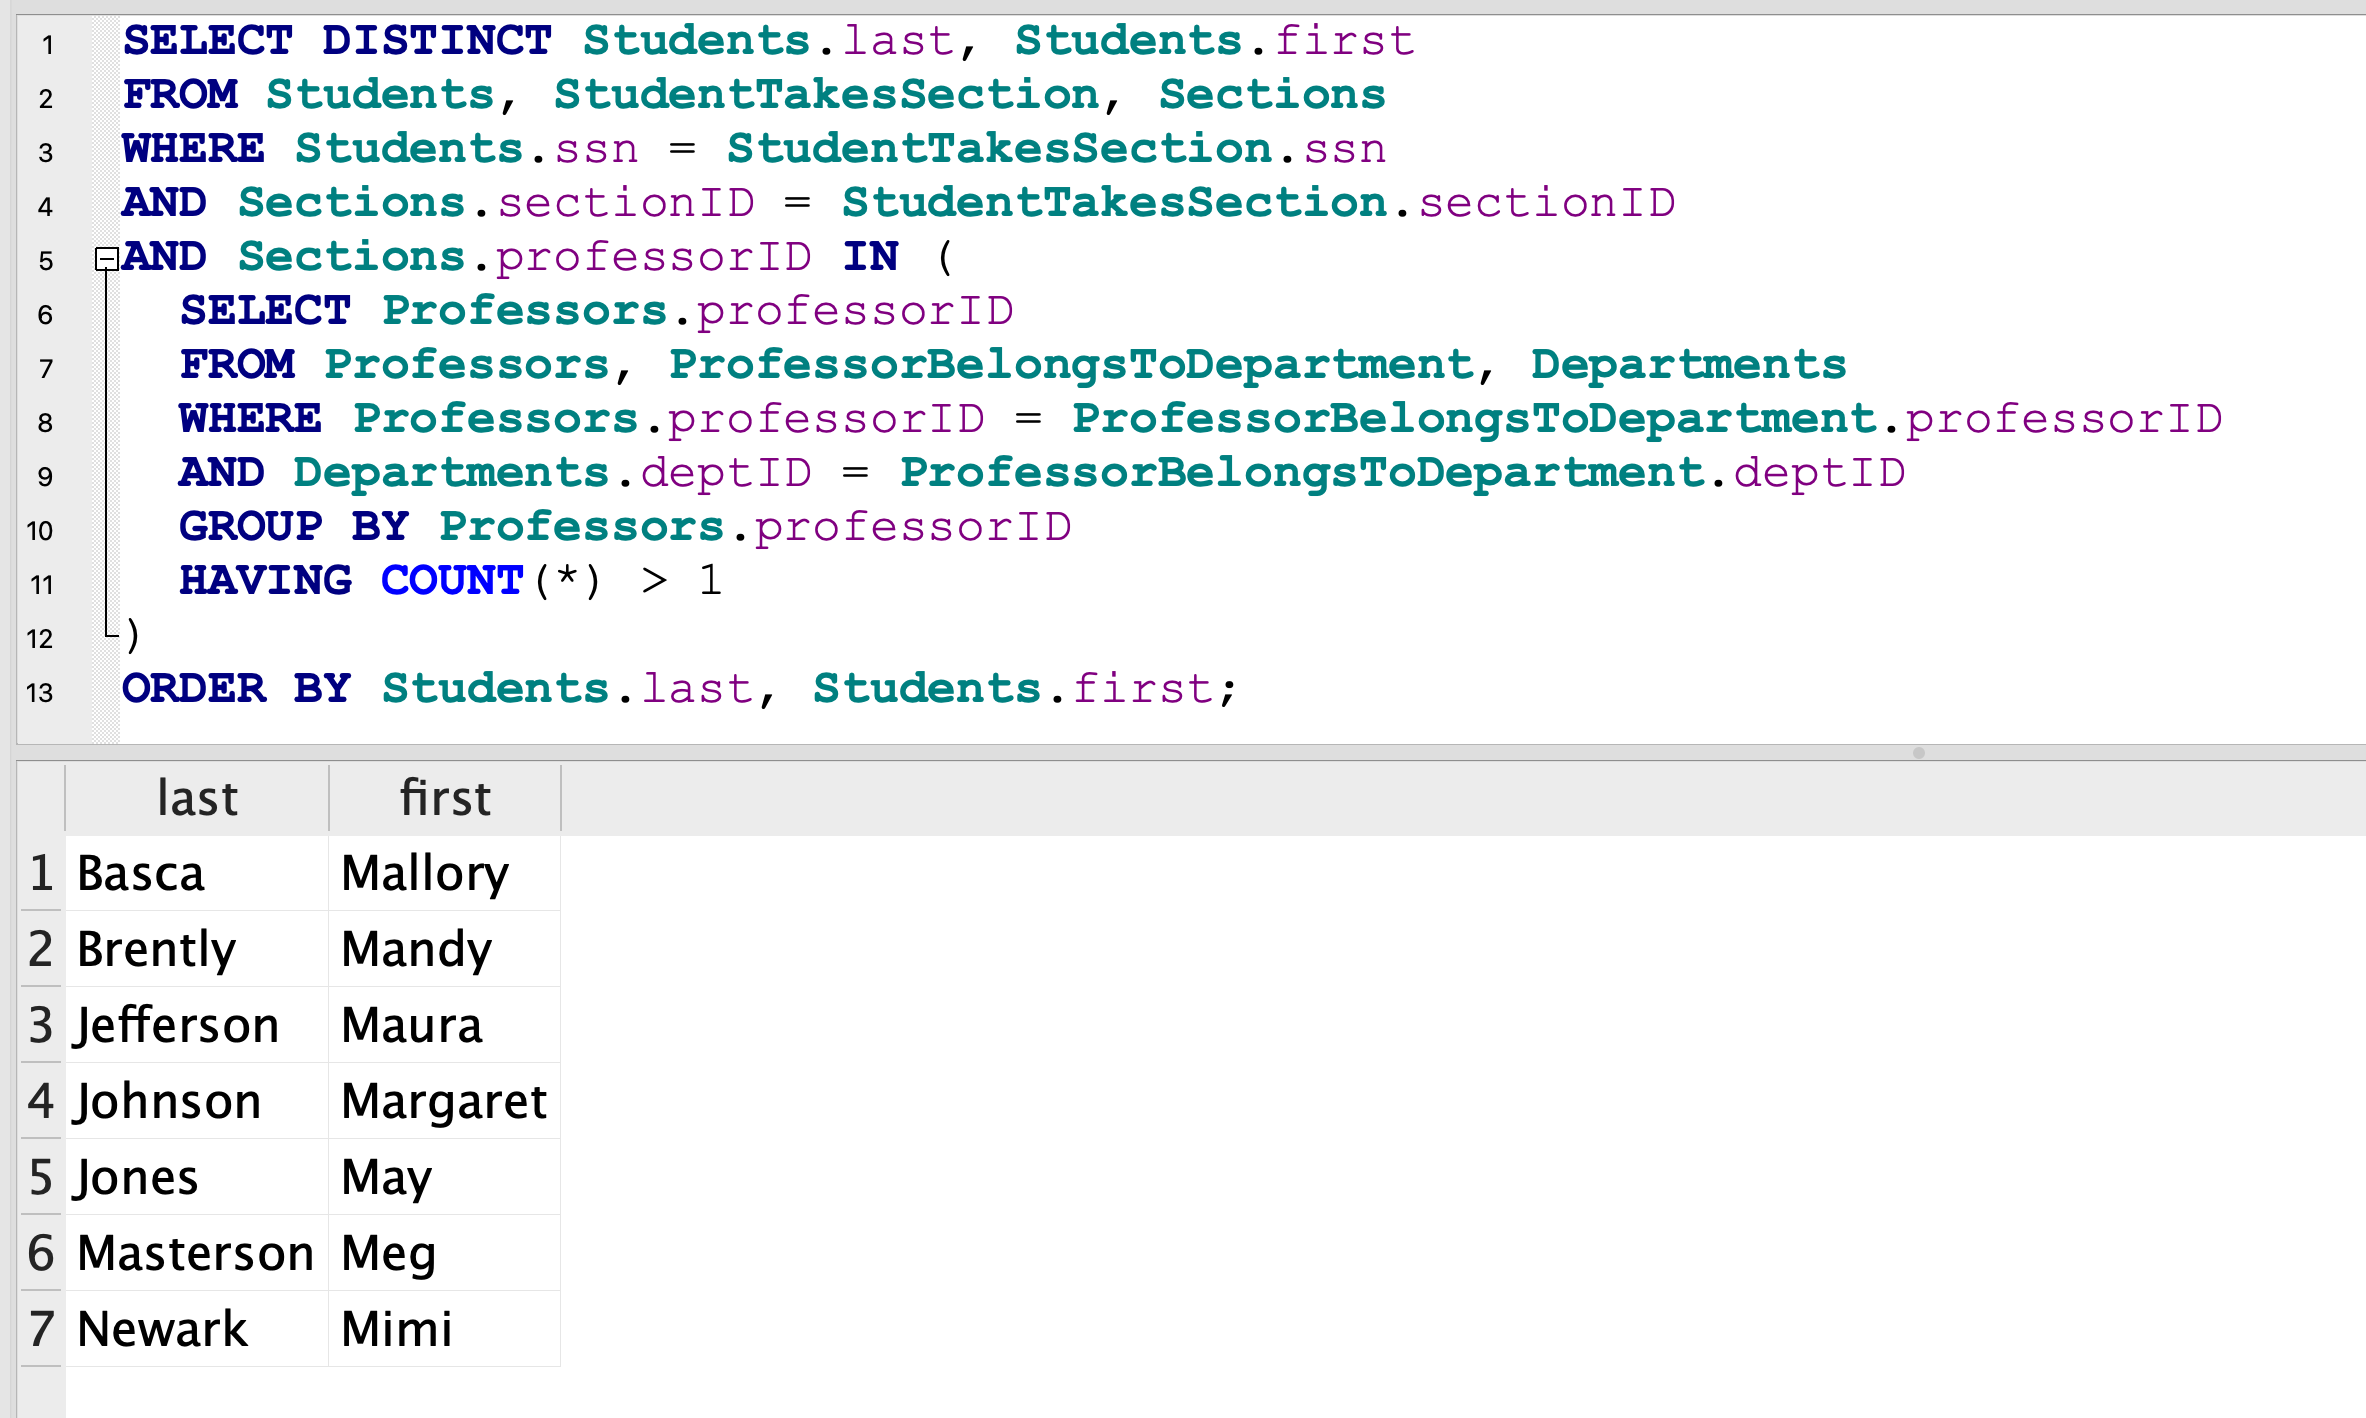 1 SELECT DISTINCT Students.last, Students.first
2 FROM Students, StudentTakesSection, Sections
3 WHERE Students.ssn = StudentTakesSection.ssn
4 AND Sections.sectionID = StudentTakesSection.sectionID
5 AND Sections.professorID IN (
6 SELECT Professors.professorID
7 FROM Professors, ProfessorBelongsToDepartment, Departments
8 WHERE Professors.professorID = ProfessorBelongsToDepartment.professorID
9 AND Departments.deptID = ProfessorBelongsToDepartment.deptID
10 GROUP BY Professors.professorID
11 HAVING COUNT(*) > 1
12 )
13 ORDER BY Students.last, Students.first;
last first
1 Basca Mallory
2 Brently Mandy
3 Jefferson Maura
4 Johnson Margaret
5 Jones May
6 Masterson Meg
7 Newark Mimi